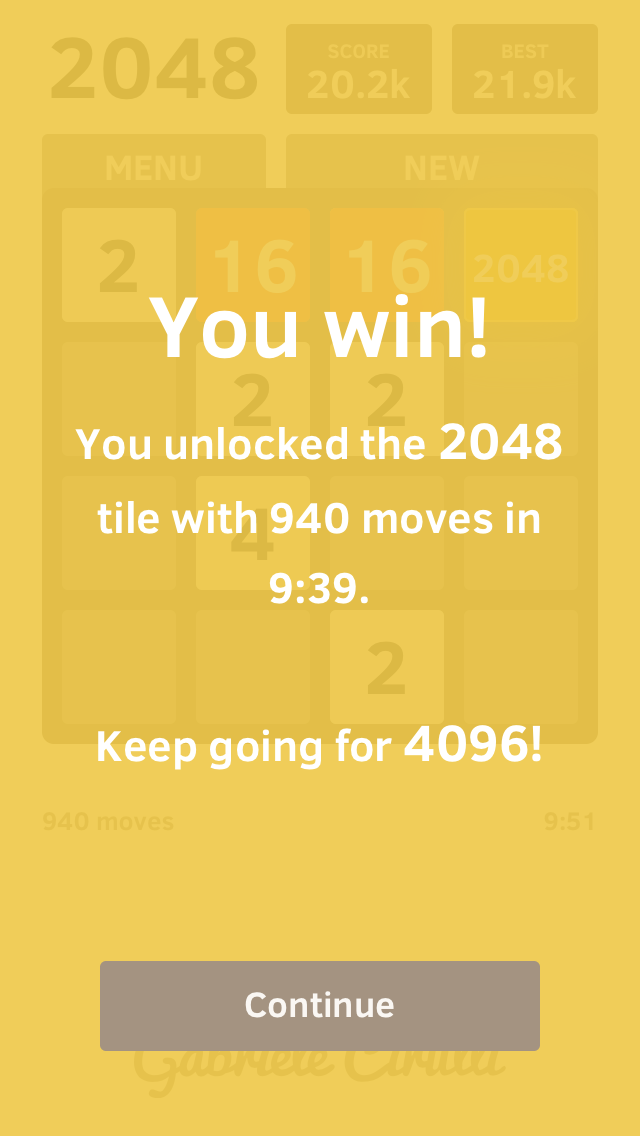 2048
SCORE
20.2k
BEST
21.9k
MENU
NEW
2 16 16 2048
You win!
2 2
You unlocked the 2048
tile with 940 moves in
4
9:39.
2
Keep going for 4096!
940 moves
9:51
Continue
Gabriele Cirulli